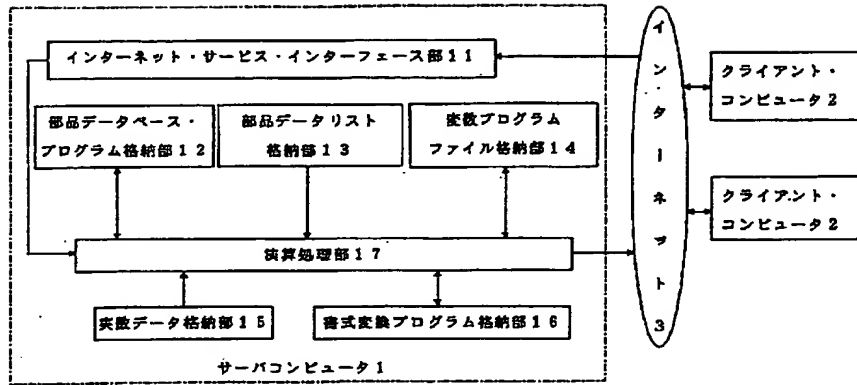 インターネット・サービス・インターフェース部11
部品データベース・
プログラム格納部12
部品データリスト
格納部13
変数プログラム
ファイル格納部14
演算処理部17
実数データ格納部15
書式変換プログラム格納部16
サーバコンピュータ1
インターネット3
クライアント・
コンピュータ2
クライアント・
コンピュータ2